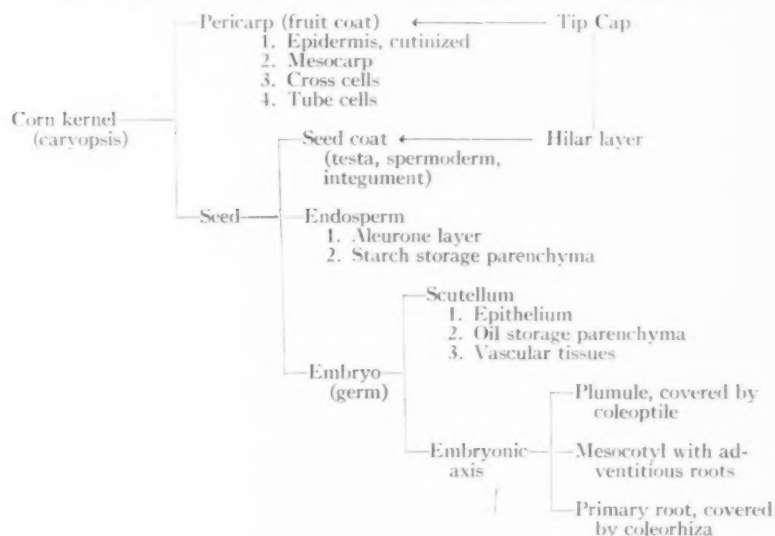 Pericarp (fruit coat)
Tip Cap
1. Epidermis, cutinized
2. Mesocarp
3. Cross cells
4. Tube cells
Corn kernel
(caryopsis)
Seed coat
Hilar layer
(testa, spermoderm,
integument)
Seed
Endosperm
1. Aleurone layer
2. Starch storage parenchyma
Scutellum
1. Epithelium
2. Oil storage parenchyma
3. Vascular tissues
Embryo
(germ)
Plumule, covered by
coleoptile
Embryonic
axis
Mesocotyl with ad-
ventitious roots
Primary root, covered
by coleorhiza